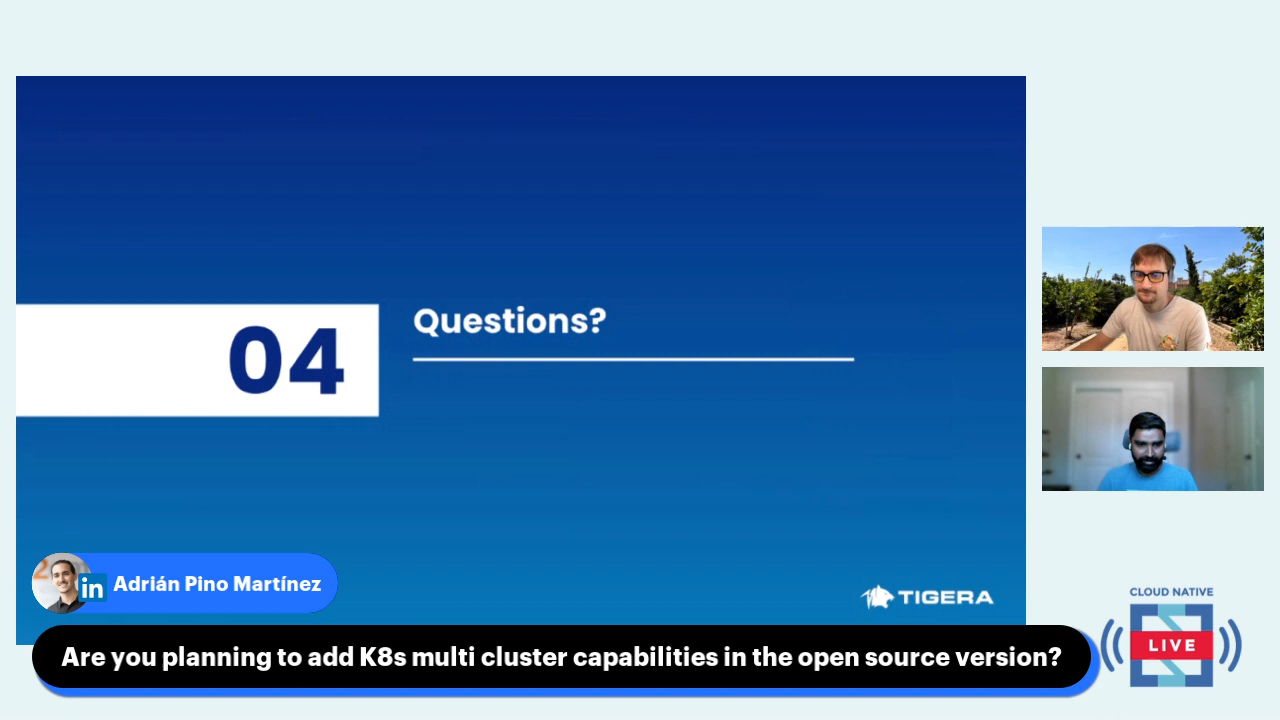 04
Questions?
TIGERA
in Adrián Pino Martínez
Are you planning to add K8s multi cluster capabilities in the open source version?
CLOUD NATIVE
LIVE